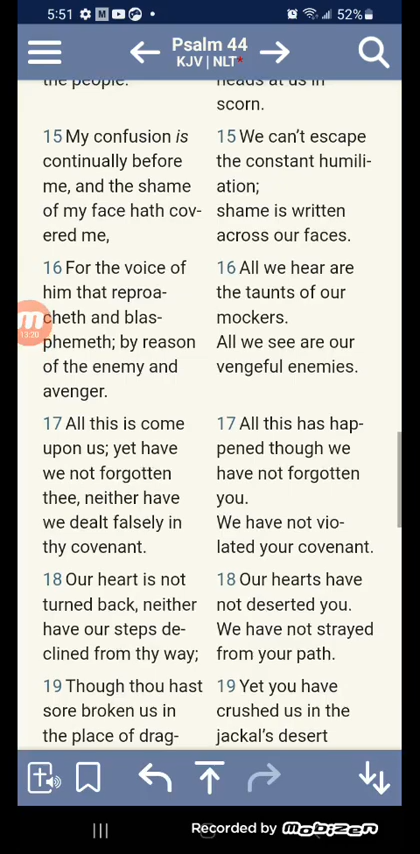 5:51 M 52%
Psalm 44
KJV | NLT*
the people.
15 My confusion is
continually before
me, and the shame
of my face hath cov-
ered me,
16 For the voice of
him that reproa-
cheth and blas-
phemeth; by reason
of the enemy and
avenger.
17 All this is come
upon us; yet have
we not forgotten
thee, neither have
we dealt falsely in
thy covenant.
18 Our heart is not
turned back, neither
have our steps de-
clined from thy way;
19 Though thou hast
sore broken us in
the place of drag-
heads at us in
scorn.
15 We can't escape
the constant humili-
ation;
shame is written
across our faces.
16 All we hear are
the taunts of our
mockers.
All we see are our
vengeful enemies.
17 All this has hap-
pened though we
have not forgotten
you.
We have not vio-
lated your covenant.
18 Our hearts have
not deserted you.
We have not strayed
from your path.
19 Yet you have
crushed us in the
jackal's desert
m
13:20
Recorded by mobizen